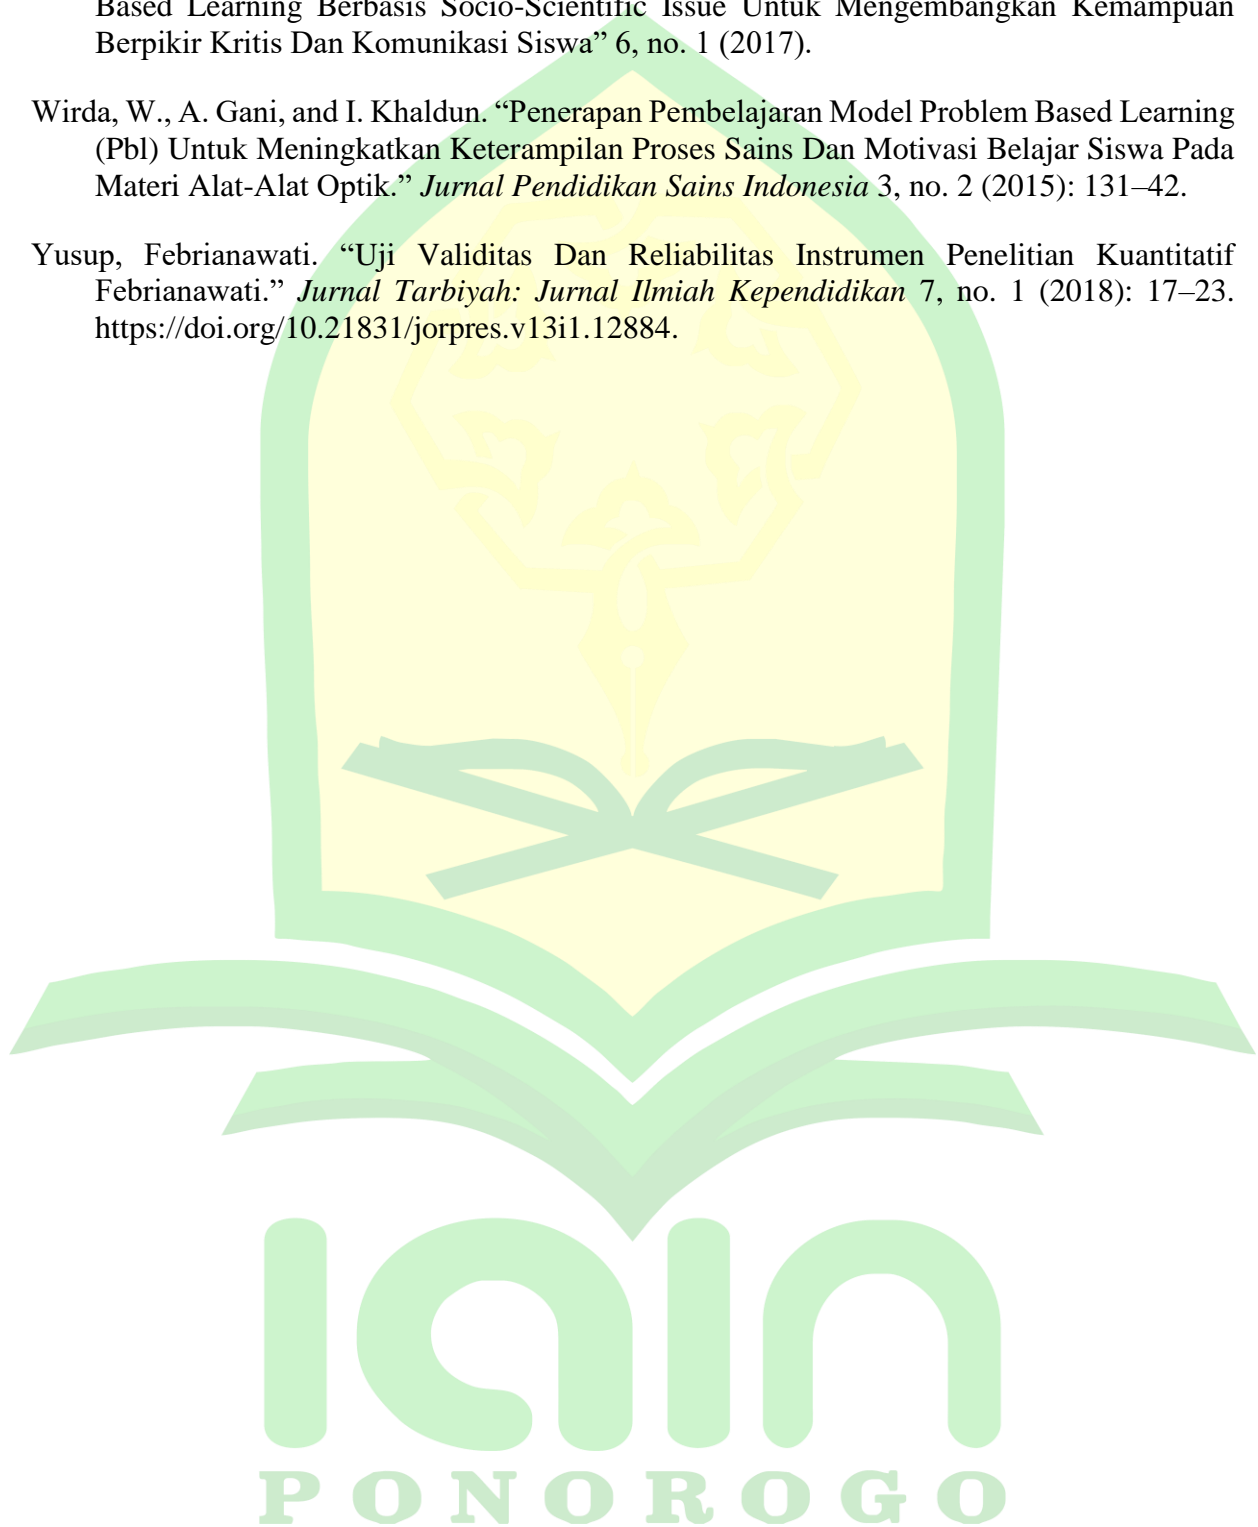 Based Learning Berbasis Socio-Scientific Issue Untuk Mengembangkan Kemampuan
Berpikir Kritis Dan Komunikasi Siswa” 6, no. 1 (2017).
Wirda, W., A. Gani, and I. Khaldun. “Penerapan Pembelajaran Model Problem Based Learning
(Pbl) Untuk Meningkatkan Keterampilan Proses Sains Dan Motivasi Belajar Siswa Pada
Materi Alat-Alat Optik.” Jurnal Pendidikan Sains Indonesia 3, no. 2 (2015): 131–42.
Yusup, Febrianawati. “Uji Validitas Dan Reliabilitas Instrumen Penelitian Kuantitatif
Febrianawati.” Jurnal Tarbiyah: Jurnal Ilmiah Kependidikan 7, no. 1 (2018): 17–23.
https://doi.org/10.21831/jorpres.v13i1.12884.
IAIN
PONOROGO